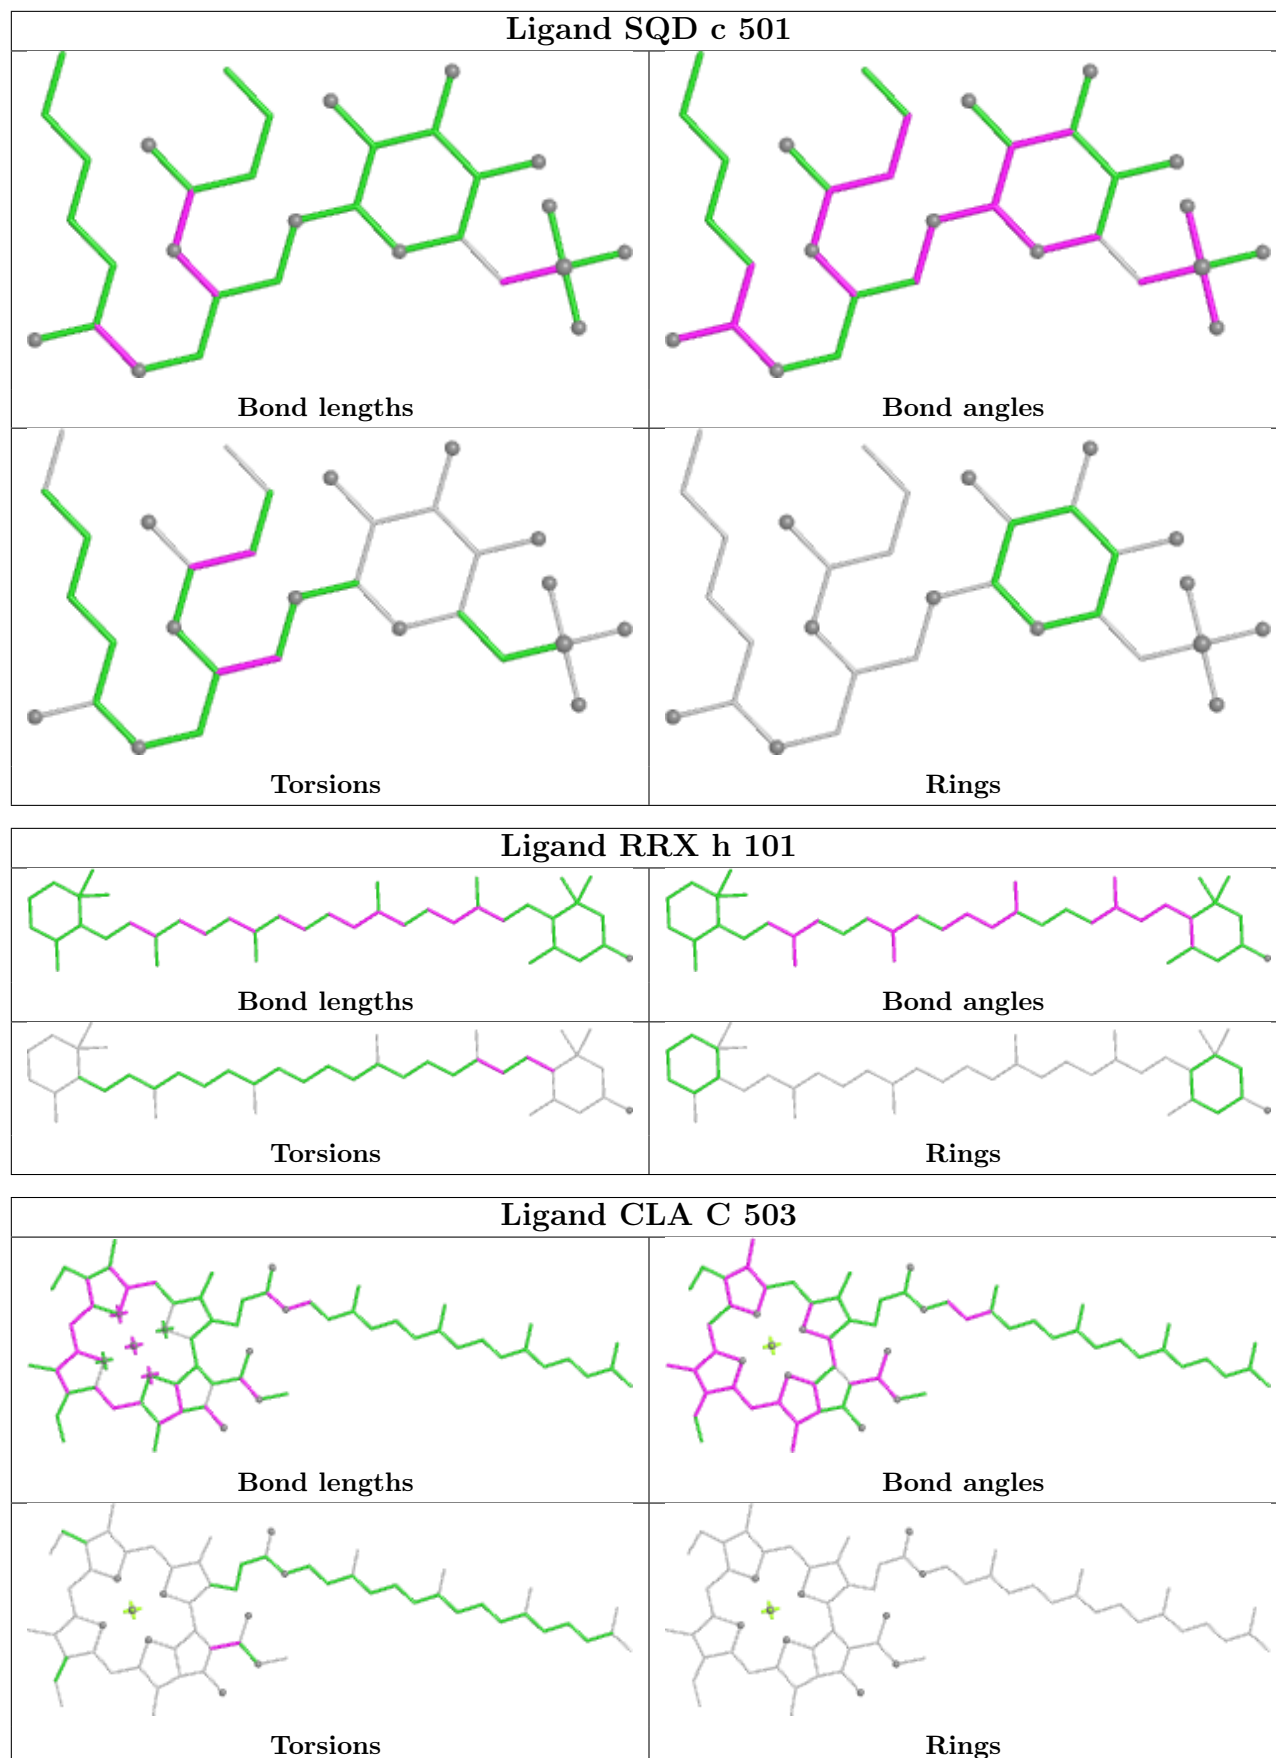 Ligand SQD c 501
Bond lengths
Bond angles
Torsions
Rings
Ligand RRX h 101
Bond lengths
Bond angles
Torsions
Rings
Ligand CLA C 503
Bond lengths
Bond angles
Torsions
Rings